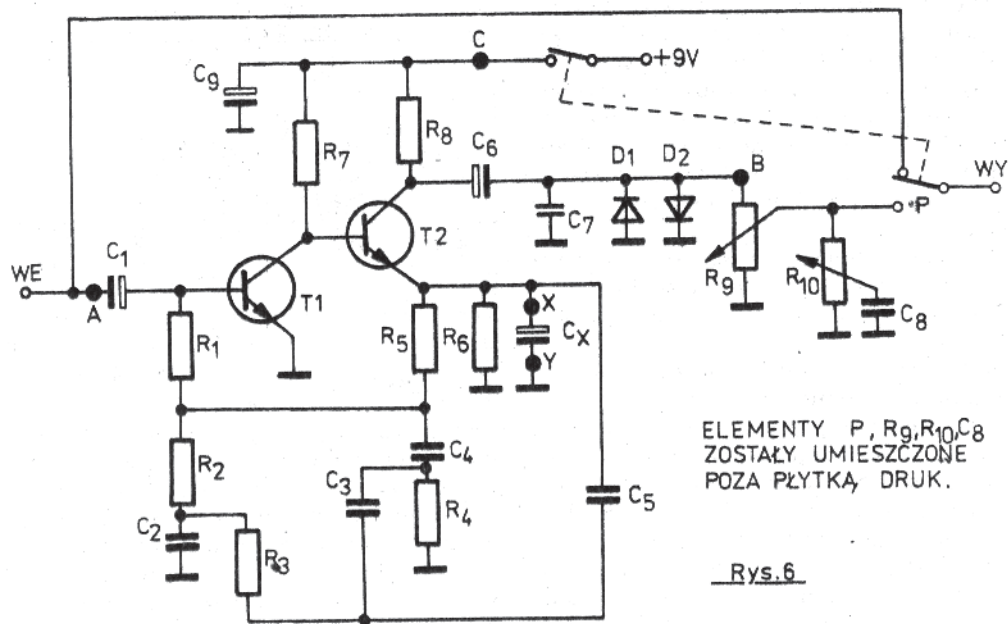 C
+9V
C9
R7
R8
C6
D1
D2
B
WY
P
C7
T2
R9
R10
C8
WE
A
C1
T1
R1
R5
R6
X
CX
Y
R2
C4
C3
R4
C5
C2
R3
ELEMENTY P, R9, R10, C8
ZOSTAŁY UMIESZCZONE
POZA PŁYTKĄ DRUK.
Rys.6